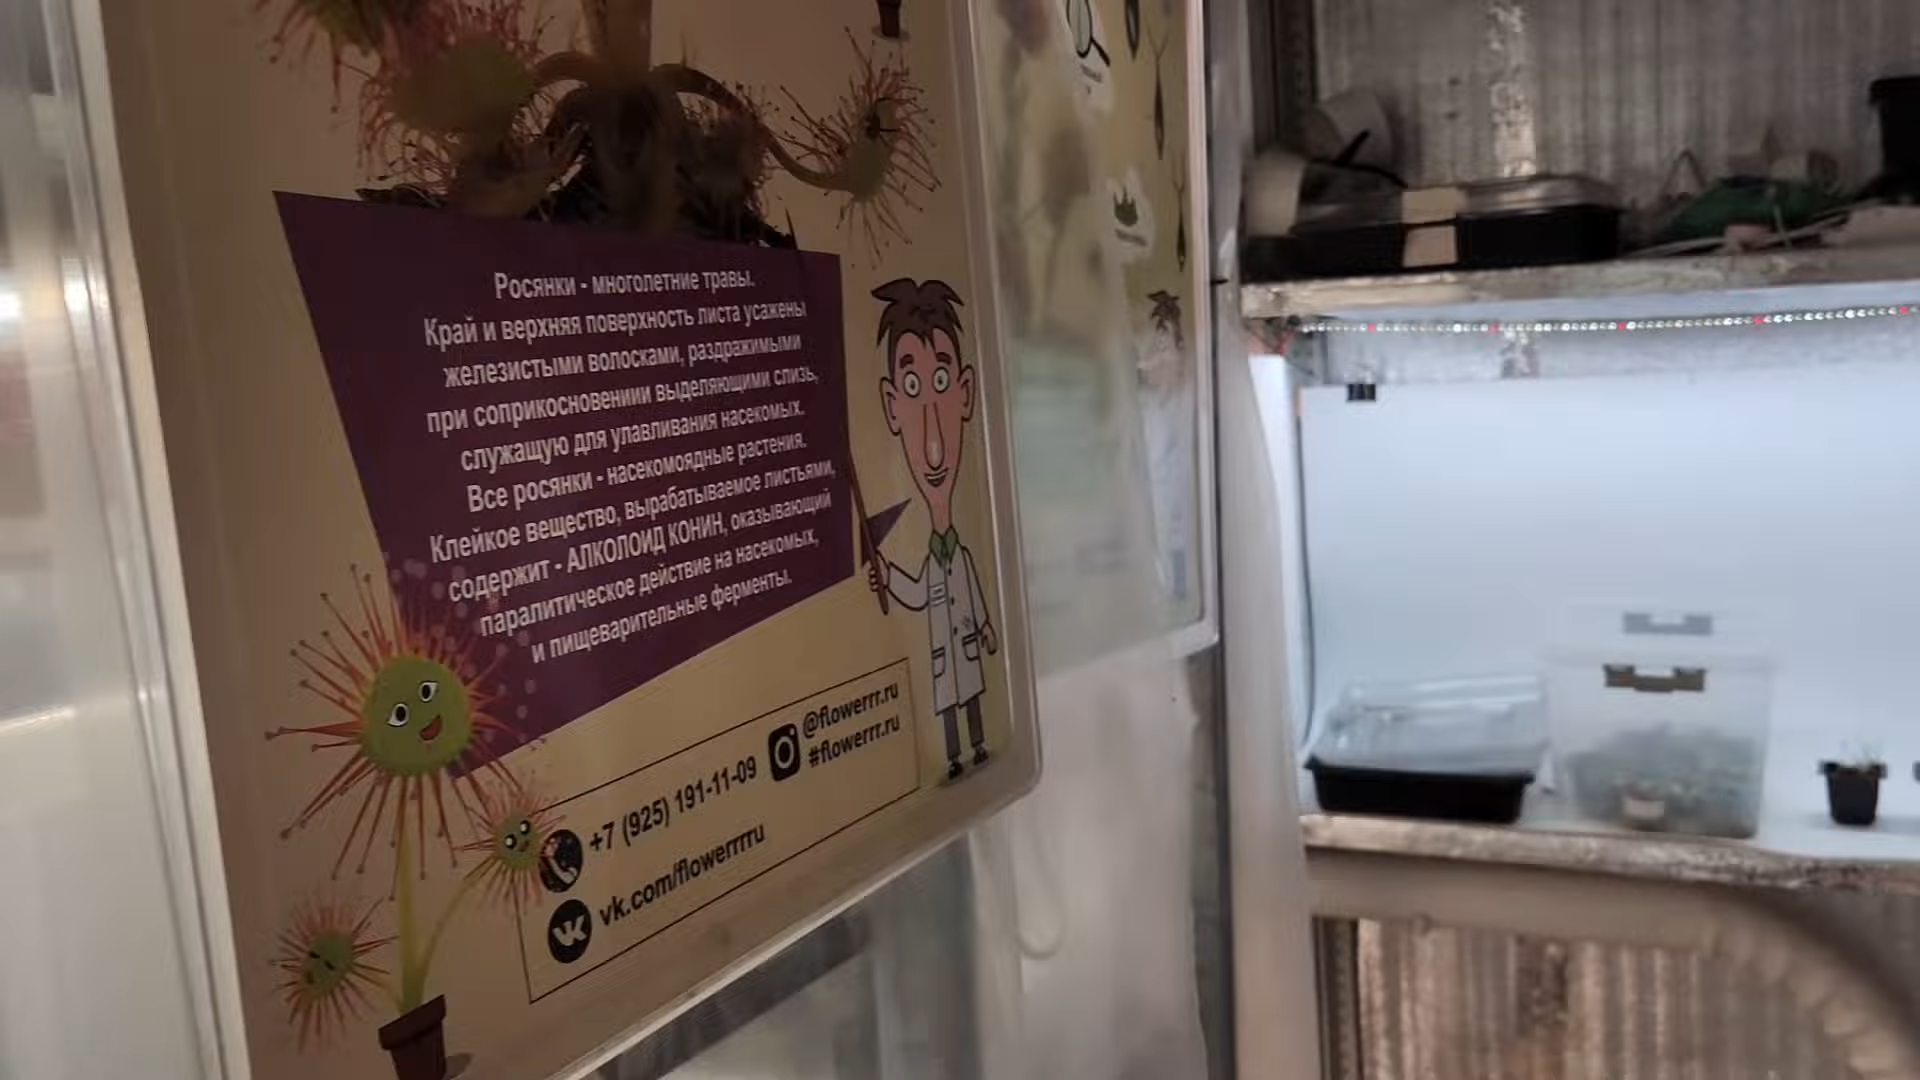 Росянки - многолетние травы.
Край и верхняя поверхность листа усажены
железистыми волосками, раздражимыми
при соприкосновениии выделяющими слизь,
служащую для улавливания насекомых.
Все росянки - насекомоядные растения.
Клейкое вещество, вырабатываемое листьями,
содержит - АЛКОЛОИД КОНИН, оказывающий
паралитическое действие на насекомых,
и пищеварительные ферменты.
+7 (925) 191-11-09
@flowerrr.ru
#flowerrr.ru
vk.com/flowerrrru